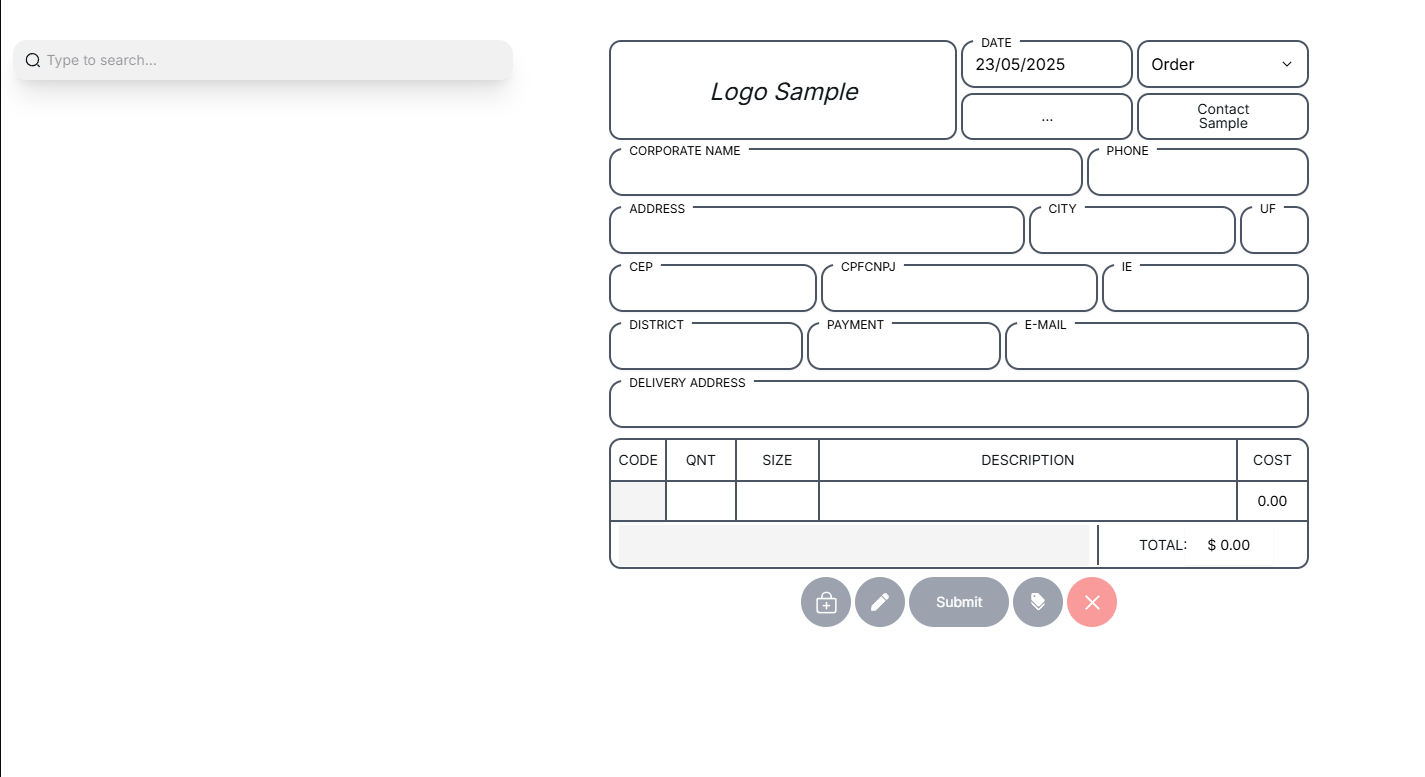 Type to search...
Logo Sample
DATE
23/05/2025
Order
...
Contact
Sample
CORPORATE NAME
PHONE
ADDRESS
CITY
UF
CEP
CPFCNPJ
IE
DISTRICT
PAYMENT
E-MAIL
DELIVERY ADDRESS
CODE QNT SIZE DESCRIPTION COST
0.00
TOTAL: $ 0.00
Submit